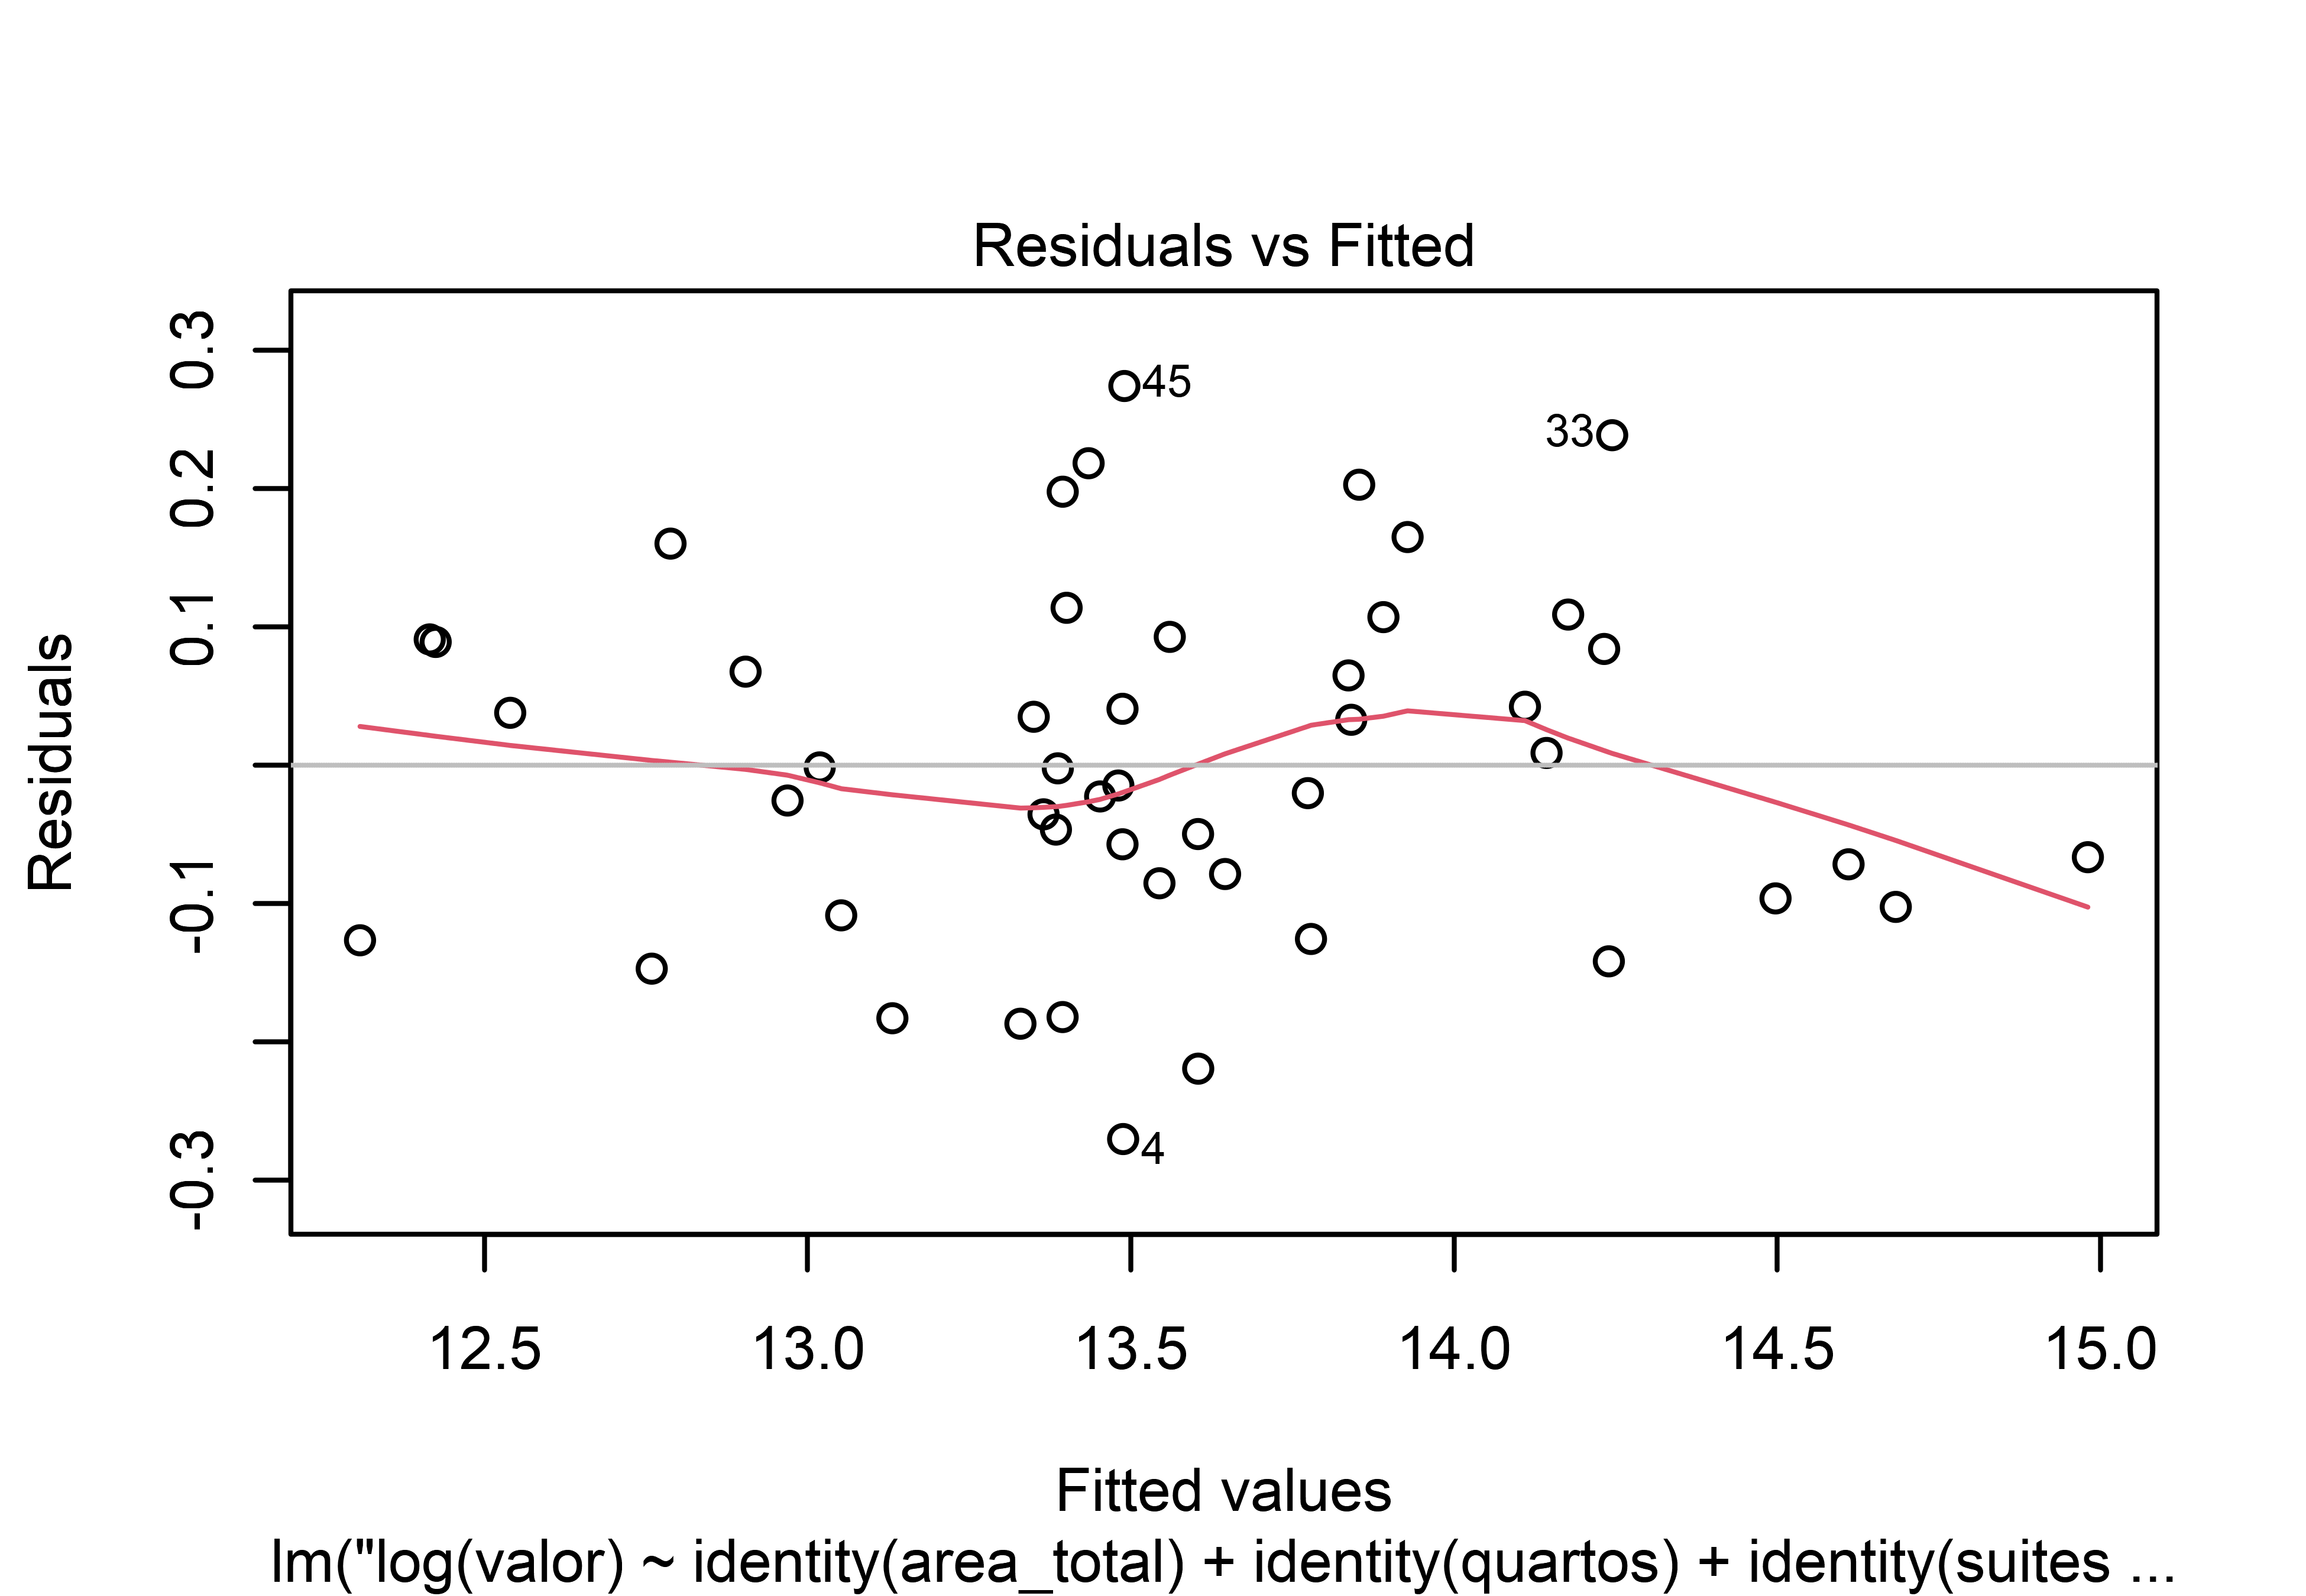 Residuals vs Fitted
Residuals
0.3
0.2
0.1
-0.1
-0.3
45
33
4
12.5 13.0 13.5 14.0 14.5 15.0
Fitted values
lm("log(valor) ~ identity(area_total) + identity(quartos) + identity(suites ...